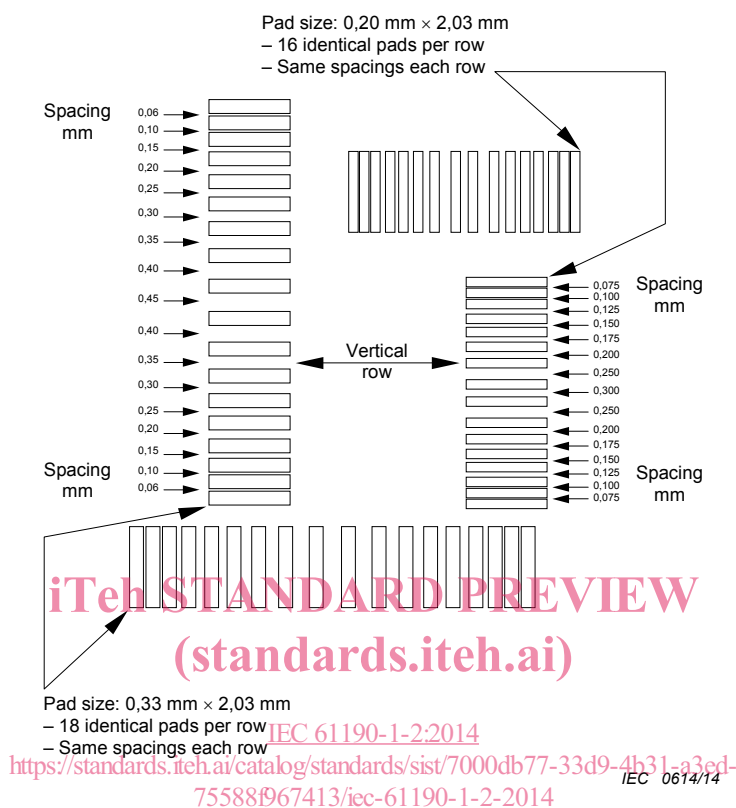 Pad size: 0,20 mm × 2,03 mm
– 16 identical pads per row
– Same spacings each row
Spacing
mm
0,06
0,10
0,15
0,20
0,25
0,30
0,35
0,40
0,45
0,40
0,35
0,30
0,25
0,20
0,15
0,10
0,06
Spacing
mm
Vertical
row
Spacing
mm
0,075
0,100
0,125
0,150
0,175
0,200
0,250
0,300
0,250
0,200
0,175
0,150
0,125
0,100
0,075
Spacing
mm
iTeh STANDARD PREVIEW
(standards.iteh.ai)
Pad size: 0,33 mm × 2,03 mm
– 18 identical pads per row
– Same spacings each row
IEC 61190-1-2:2014
https://standards.iteh.ai/catalog/standards/sist/7000db77-33d9-4b31-a3ed-
75588f967413/iec-61190-1-2-2014
IEC 0614/14